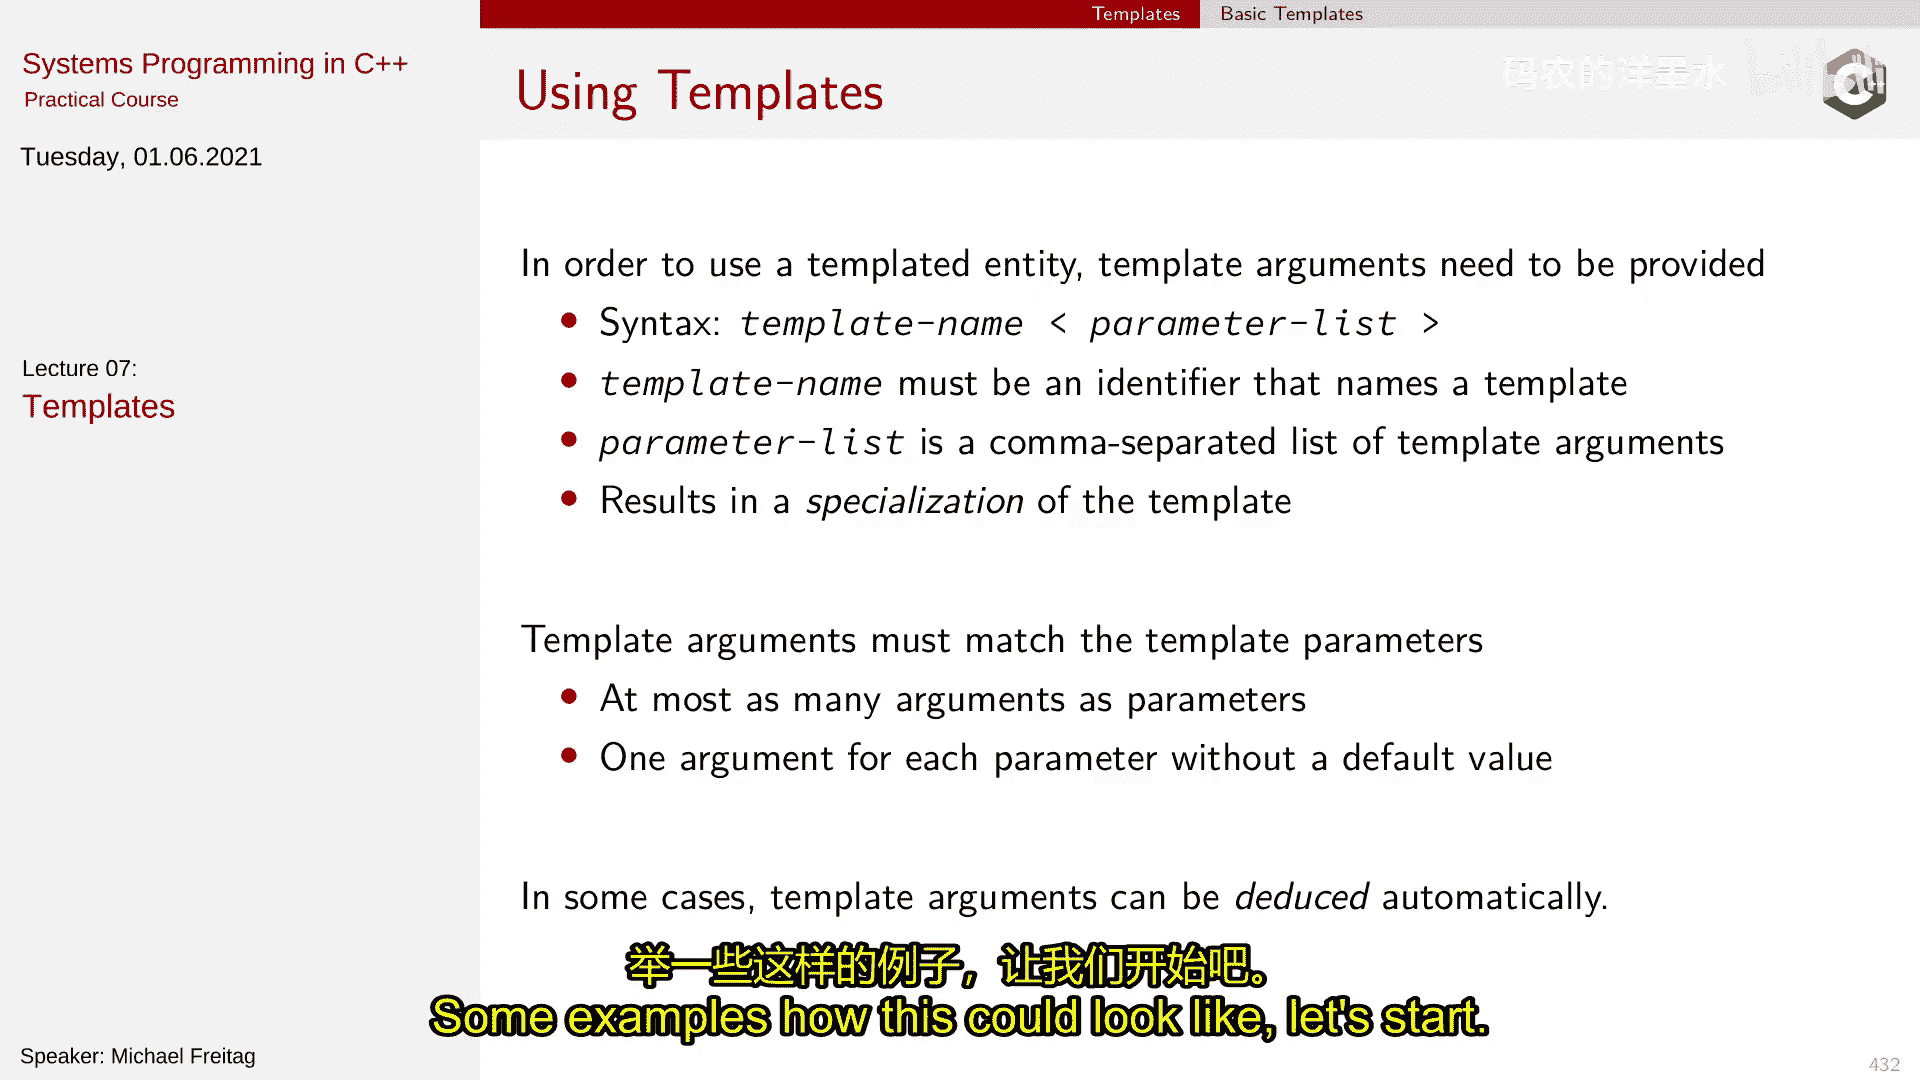 Templates Basic Templates
Systems Programming in C++
Practical Course
Tuesday, 01.06.2021
Lecture 07:
Templates
Speaker: Michael Freitag
Using Templates
码农的洋墨水
In order to use a templated entity, template arguments need to be provided
• Syntax: template-name < parameter-list >
• template-name must be an identifier that names a template
• parameter-list is a comma-separated list of template arguments
• Results in a specialization of the template
Template arguments must match the template parameters
• At most as many arguments as parameters
• One argument for each parameter without a default value
In some cases, template arguments can be deduced automatically.
举一些这样的例子，让我们开始吧。
Some examples how this could look like, let's start.
432